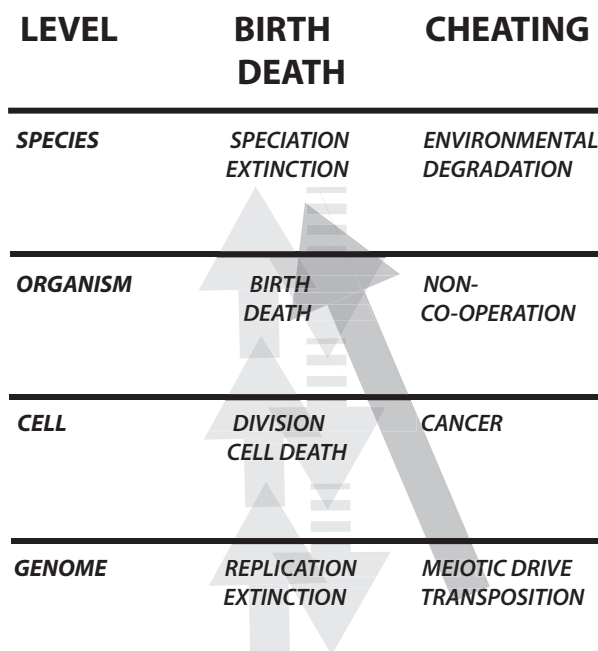 LEVEL BIRTH CHEATING
DEATH
SPECIES SPECIATION ENVIRONMENTAL
EXTINCTION DEGRADATION
ORGANISM BIRTH NON-
DEATH CO-OPERATION
CELL DIVISION CANCER
CELL DEATH
GENOME REPLICATION MEIOTIC DRIVE
EXTINCTION TRANSPOSITION